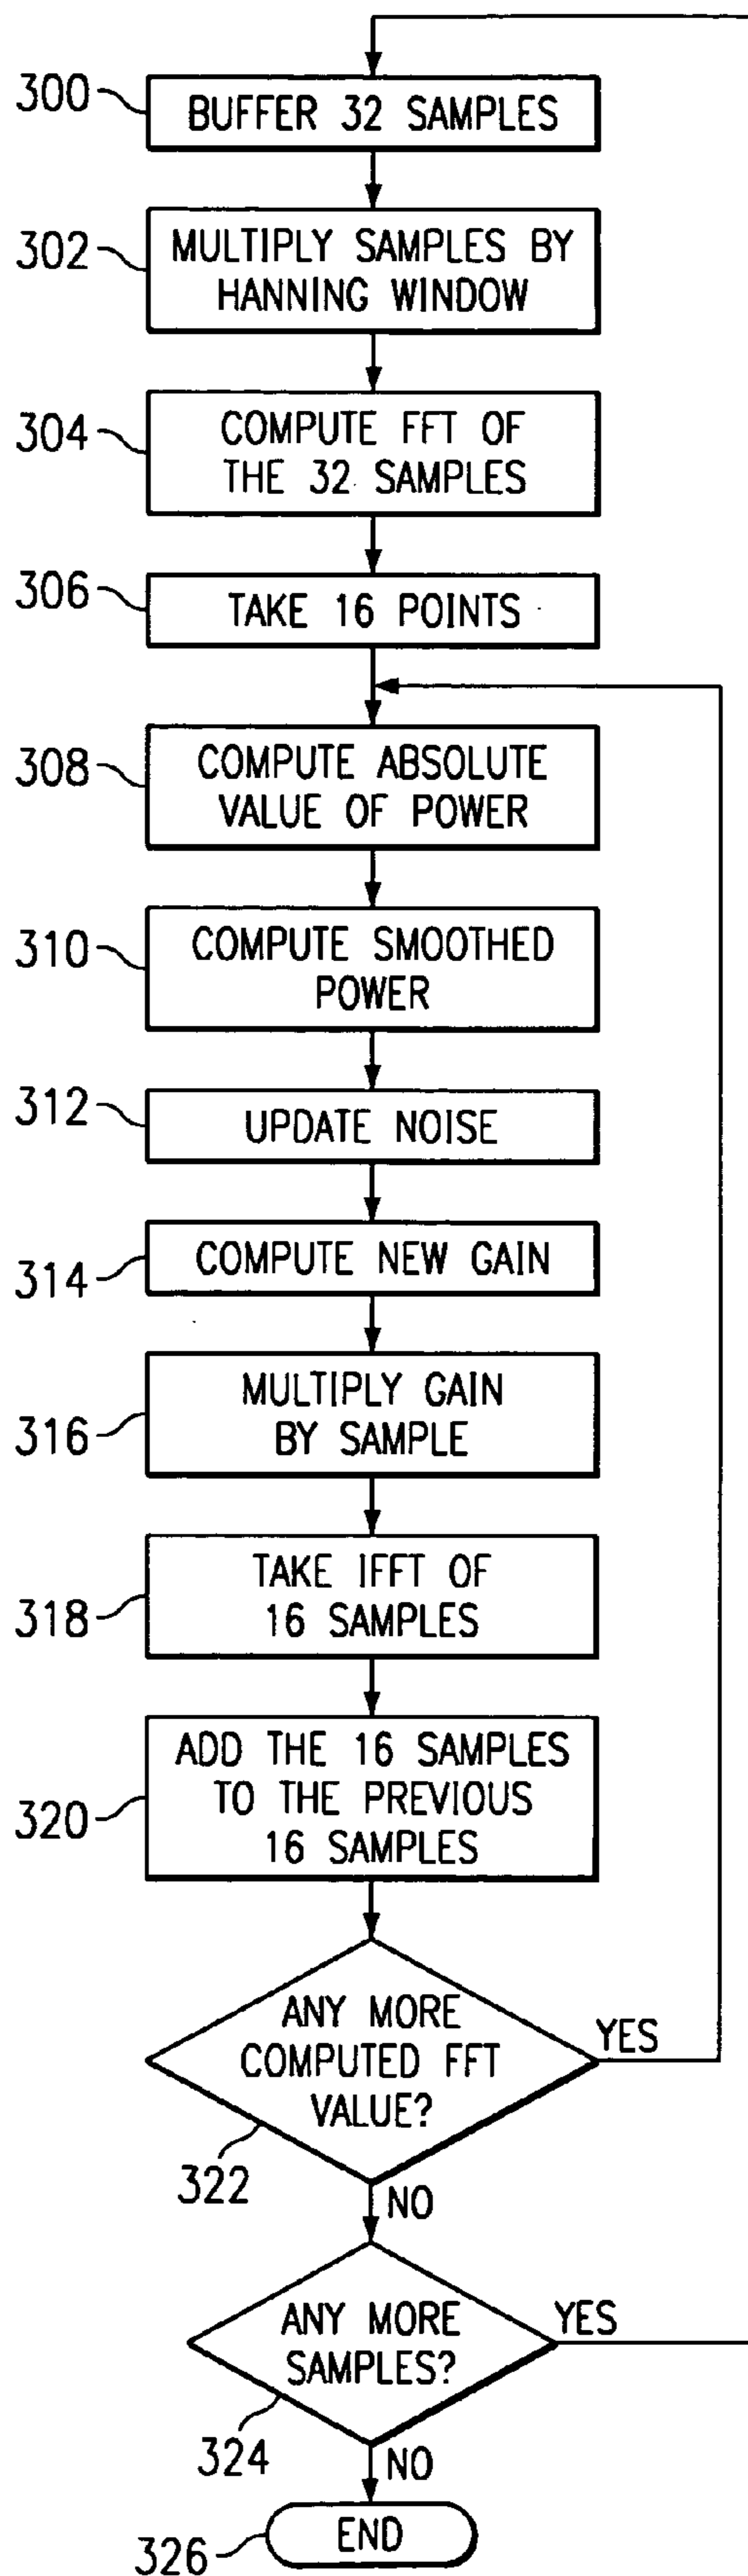 300
BUFFER 32 SAMPLES
302
MULTIPLY SAMPLES BY
HANNING WINDOW
304
COMPUTE FFT OF
THE 32 SAMPLES
306
TAKE 16 POINTS
308
COMPUTE ABSOLUTE
VALUE OF POWER
310
COMPUTE SMOOTHED
POWER
312
UPDATE NOISE
314
COMPUTE NEW GAIN
316
MULTIPLY GAIN
BY SAMPLE
318
TAKE IFFT OF
16 SAMPLES
320
ADD THE 16 SAMPLES
TO THE PREVIOUS
16 SAMPLES
ANY MORE
COMPUTED FFT
VALUE?
YES
322
NO
ANY MORE
SAMPLES?
YES
324
NO
END
326